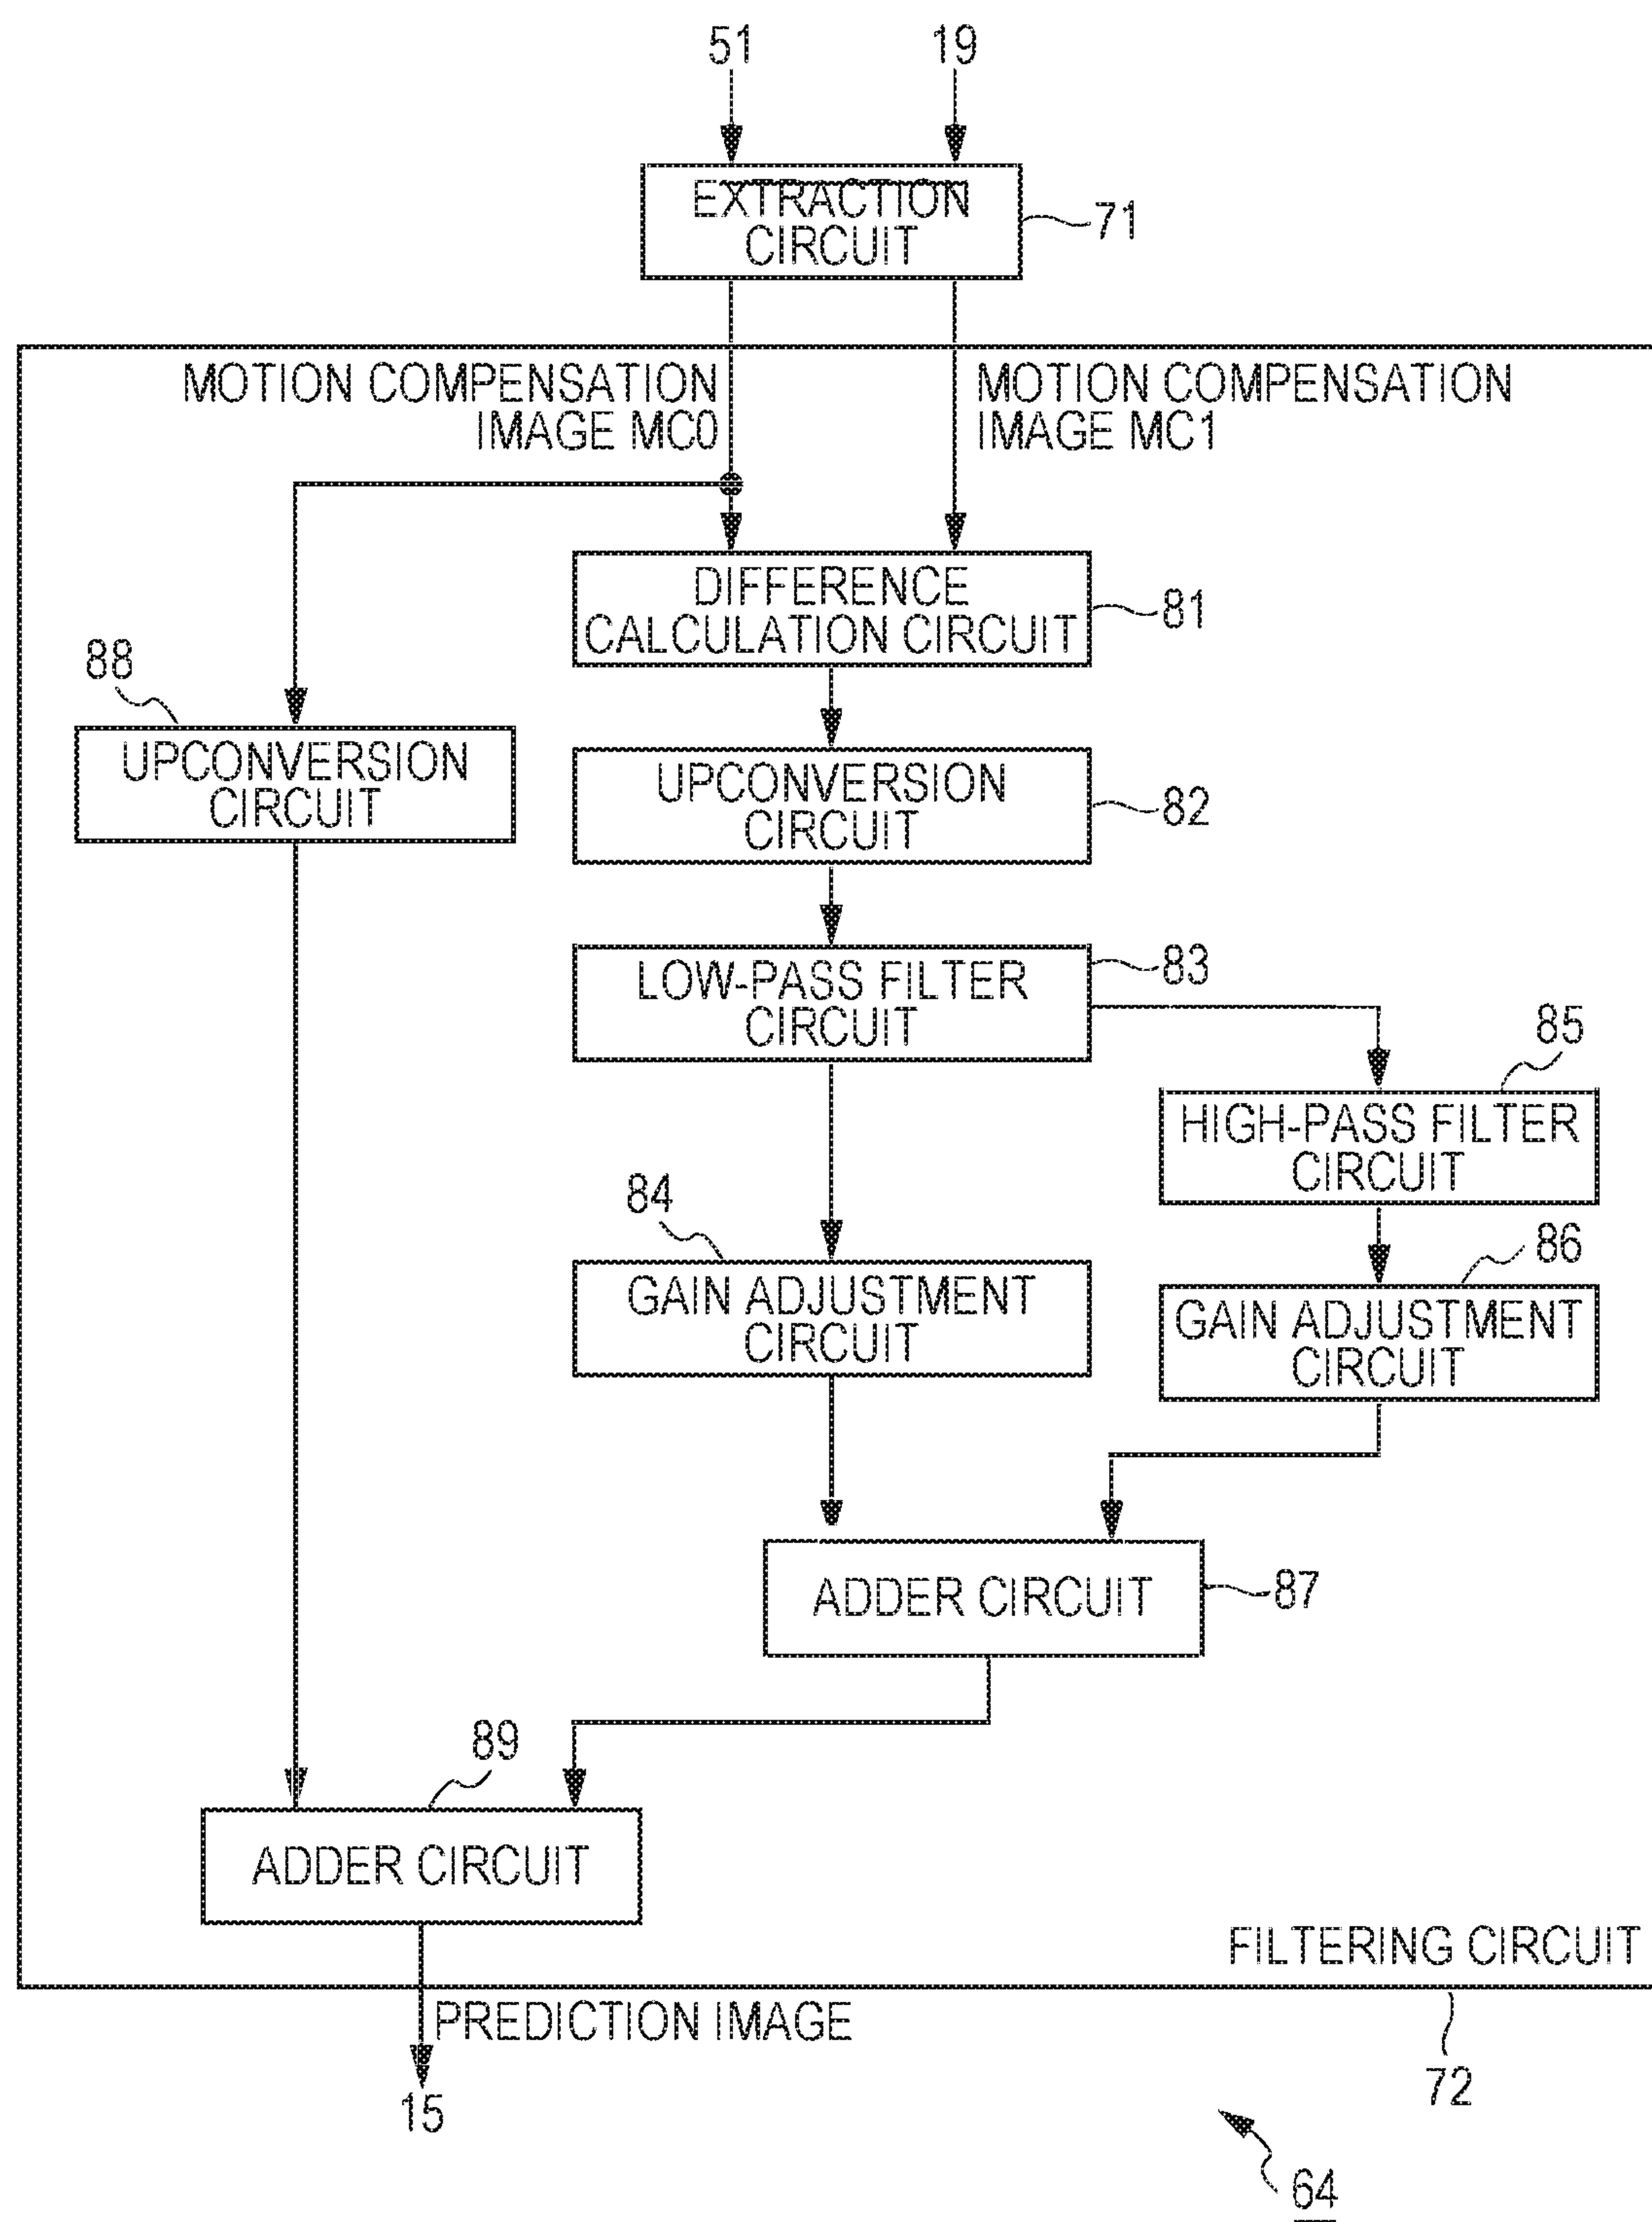 51
19
EXTRACTION
CIRCUIT
71
MOTION COMPENSATION
IMAGE MC0
MOTION COMPENSATION
IMAGE MC1
DIFFERENCE
CALCULATION CIRCUIT
81
88
UPCONVERSION
CIRCUIT
UPCONVERSION
CIRCUIT
82
LOW-PASS FILTER
CIRCUIT
83
85
HIGH-PASS FILTER
CIRCUIT
84
GAIN ADJUSTMENT
CIRCUIT
86
GAIN ADJUSTMENT
CIRCUIT
ADDER CIRCUIT
87
89
ADDER CIRCUIT
FILTERING CIRCUIT
PREDICTION IMAGE
72
15
64